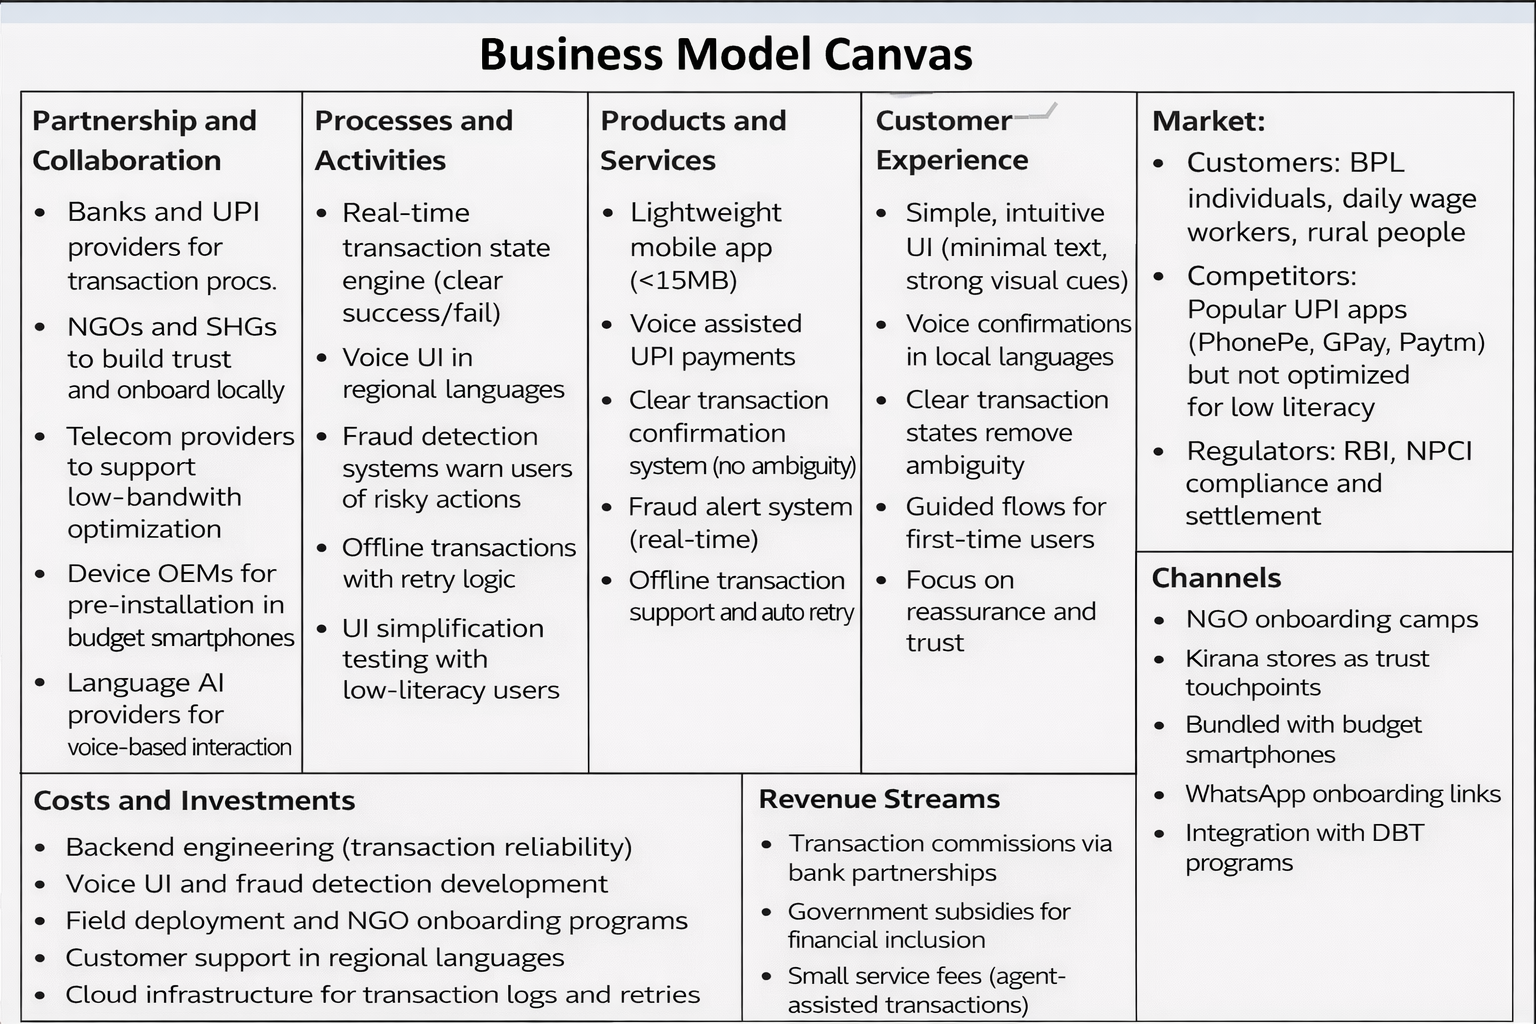 Business Model Canvas
Partnership and
Collaboration
• Banks and UPI
providers for
transaction procs.
• NGOs and SHGs
to build trust
and onboard locally
• Telecom providers
to support
low-bandwith
optimization
• Device OEMs for
pre-installation in
budget smartphones
• Language AI
providers for
voice-based interaction
Processes and
Activities
• Real-time
transaction state
engine (clear
success/fail)
• Voice UI in
regional languages
• Fraud detection
systems warn users
of risky actions
• Offline transactions
with retry logic
• UI simplification
testing with
low-literacy users
Products and
Services
• Lightweight
mobile app
(<15MB)
• Voice assisted
UPI payments
• Clear transaction
confirmation
system (no ambiguity)
• Fraud alert system
(real-time)
• Offline transaction
support and auto retry
Customer
Experience
• Simple, intuitive
UI (minimal text,
strong visual cues)
• Voice confirmations
in local languages
• Clear transaction
states remove
ambiguity
• Guided flows for
first-time users
• Focus on
reassurance and
trust
Market:
• Customers: BPL
individuals, daily wage
workers, rural people
• Competitors:
Popular UPI apps
(PhonePe, GPay, Paytm)
but not optimized
for low literacy
• Regulators: RBI, NPCI
compliance and
settlement
Channels
• NGO onboarding camps
• Kirana stores as trust
touchpoints
• Bundled with budget
smartphones
• WhatsApp onboarding links
• Integration with DBT
programs
Costs and Investments
• Backend engineering (transaction reliability)
• Voice UI and fraud detection development
• Field deployment and NGO onboarding programs
• Customer support in regional languages
• Cloud infrastructure for transaction logs and retries
Revenue Streams
• Transaction commissions via
bank partnerships
• Government subsidies for
financial inclusion
• Small service fees (agent-
assisted transactions)